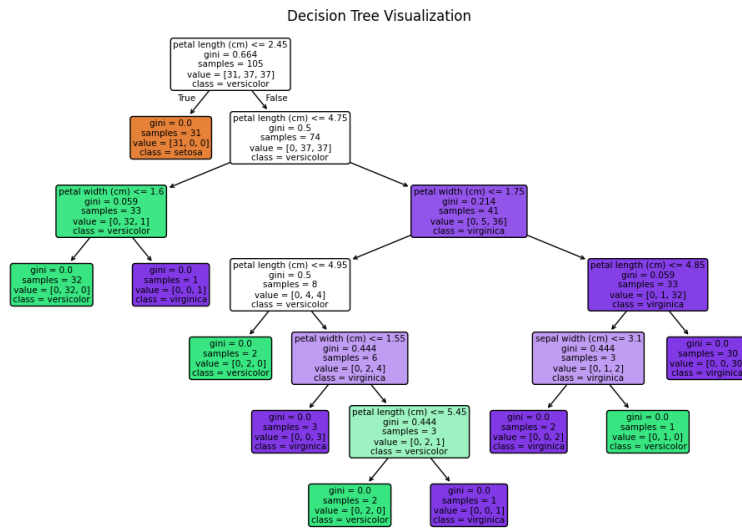 Decision Tree Visualization
petal length (cm) <= 2.45
gini = 0.664
samples = 105
value = [31, 37, 37]
class = versicolor
True
False
gini = 0.0
samples = 31
value = [31, 0, 0]
class = setosa
petal length (cm) <= 4.75
gini = 0.5
samples = 74
value = [0, 37, 37]
class = versicolor
petal width (cm) <= 1.6
gini = 0.059
samples = 33
value = [0, 32, 1]
class = versicolor
petal width (cm) <= 1.75
gini = 0.214
samples = 41
value = [0, 5, 36]
class = virginica
gini = 0.0
samples = 32
value = [0, 32, 0]
class = versicolor
gini = 0.0
samples = 1
value = [0, 0, 1]
class = virginica
petal length (cm) <= 4.95
gini = 0.5
samples = 8
value = [0, 4, 4]
class = versicolor
petal length (cm) <= 4.85
gini = 0.059
samples = 33
value = [0, 1, 32]
class = virginica
gini = 0.0
samples = 2
value = [0, 2, 0]
class = versicolor
petal width (cm) <= 1.55
gini = 0.444
samples = 6
value = [0, 2, 4]
class = virginica
sepal width (cm) <= 3.1
gini = 0.444
samples = 3
value = [0, 1, 2]
class = virginica
gini = 0.0
samples = 30
value = [0, 0, 30]
class = virginica
gini = 0.0
samples = 3
value = [0, 0, 3]
class = virginica
petal length (cm) <= 5.45
gini = 0.444
samples = 3
value = [0, 2, 1]
class = versicolor
gini = 0.0
samples = 2
value = [0, 0, 2]
class = virginica
gini = 0.0
samples = 1
value = [0, 1, 0]
class = versicolor
gini = 0.0
samples = 2
value = [0, 2, 0]
class = versicolor
gini = 0.0
samples = 1
value = [0, 0, 1]
class = virginica